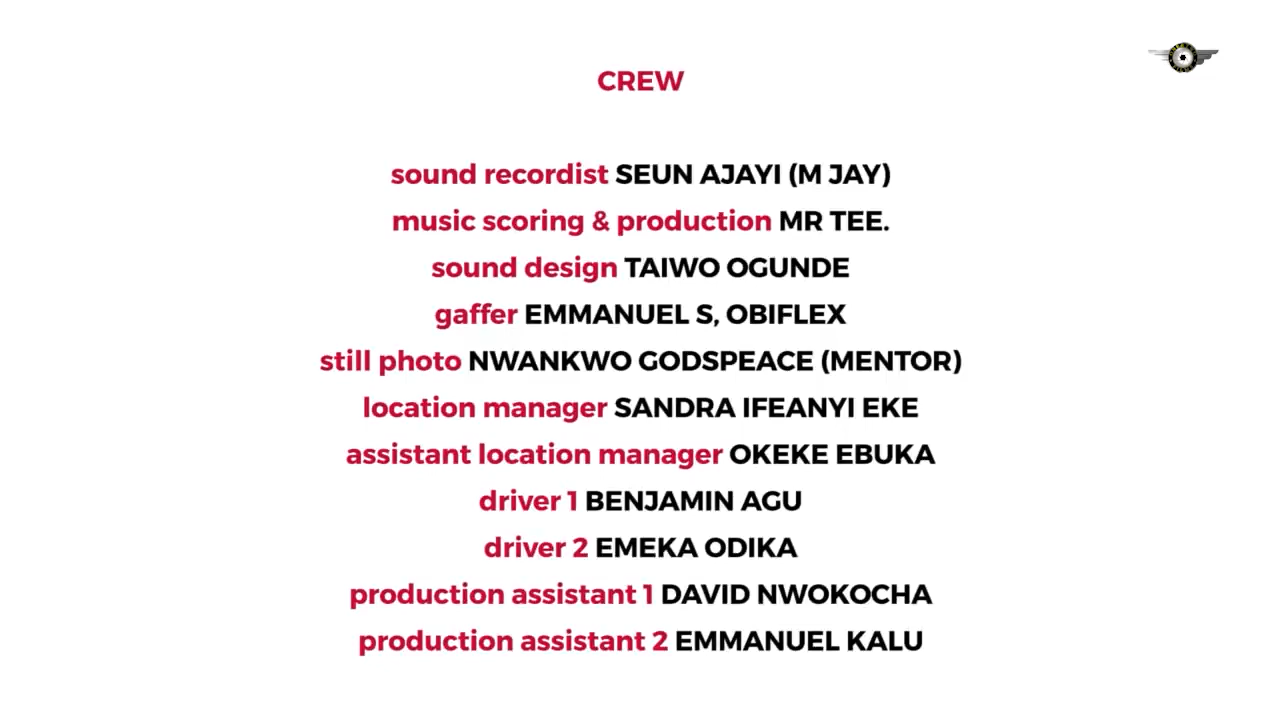 CREW
sound recordist SEUN AJAYI (M JAY)
music scoring & production MR TEE.
sound design TAIWO OGUNDE
gaffer EMMANUEL S, OBIFLEX
still photo NWANKWO GODSPEACE (MENTOR)
location manager SANDRA IFEANYI EKE
assistant location manager OKEKE EBUKA
driver 1 BENJAMIN AGU
driver 2 EMEKA ODIKA
production assistant 1 DAVID NWOKOCHA
production assistant 2 EMMANUEL KALU